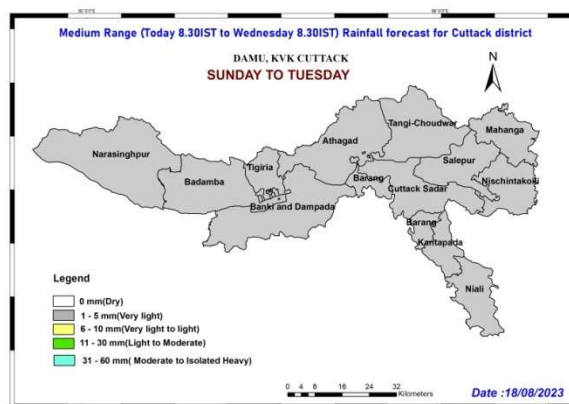 Medium Range (Today 8.30IST to Wednesday 8.30IST) Rainfall forecast for Cuttack district
DAMU, KVK CUTTACK
SUNDAY TO TUESDAY
N
Tangi-Choudwar
Mahanga
Athagad
Narasinghpur
Tigiria
Salepur
Badamba
Barang
Nischintakoili
Cuttack Sadar
Banki and Dampada
Barang
Kantapada
Niali
Legend
0 mm(Dry)
1 - 5 mm(Very light)
6 - 10 mm(Very light to light)
11 - 30 mm(Light to Moderate)
31 - 60 mm( Moderate to Isolated Heavy)
0 4 8 16 24 32
Kilometers
Date :18/08/2023